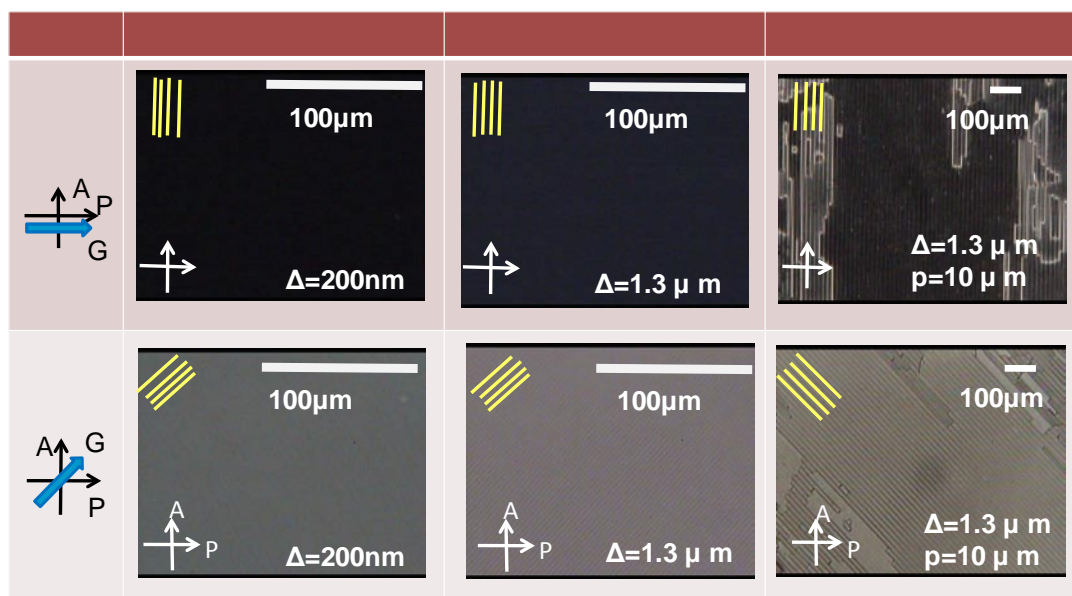 100µm
Δ=200nm
100µm
Δ=1.3 µ m
100µm
Δ=1.3 µ m
p=10 µ m
A
P
G
100µm
A
P
Δ=200nm
100µm
A
P
Δ=1.3 µ m
100µm
A
P
Δ=1.3 µ m
p=10 µ m
A
G
P